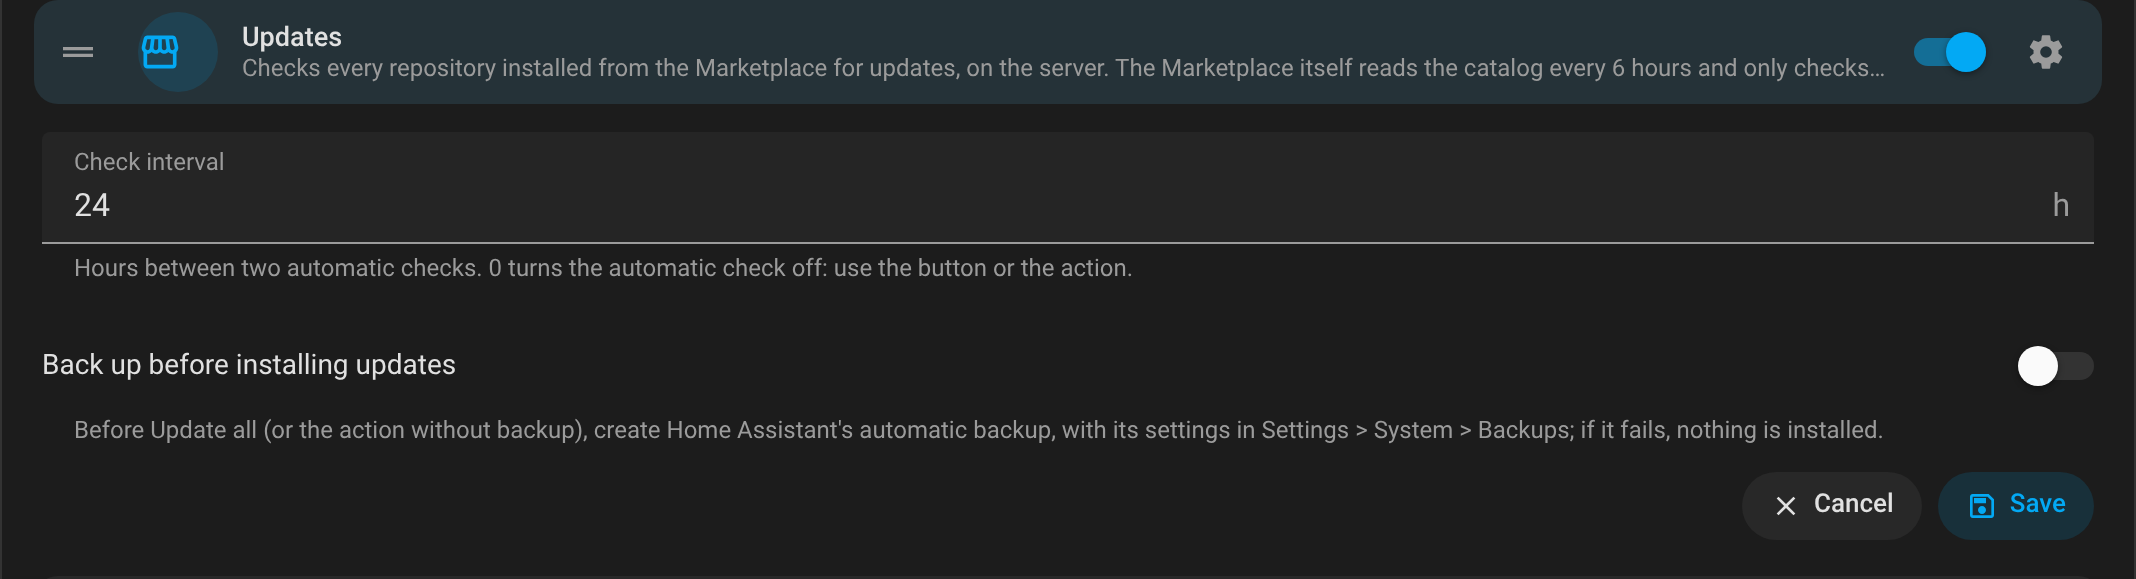 Updates
Checks every repository installed from the Marketplace for updates, on the server. The Marketplace itself reads the catalog every 6 hours and only checks...
Check interval
24
h
Hours between two automatic checks. 0 turns the automatic check off: use the button or the action.
Back up before installing updates
Before Update all (or the action without backup), create Home Assistant's automatic backup, with its settings in Settings > System > Backups; if it fails, nothing is installed.
Cancel
Save